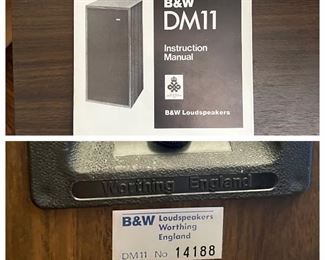 B&W
DM11
Instruction
Manual
B&W Loudspeakers
Worthing England
B&W Loudspeakers
Worthing
England
DM11 No 14188